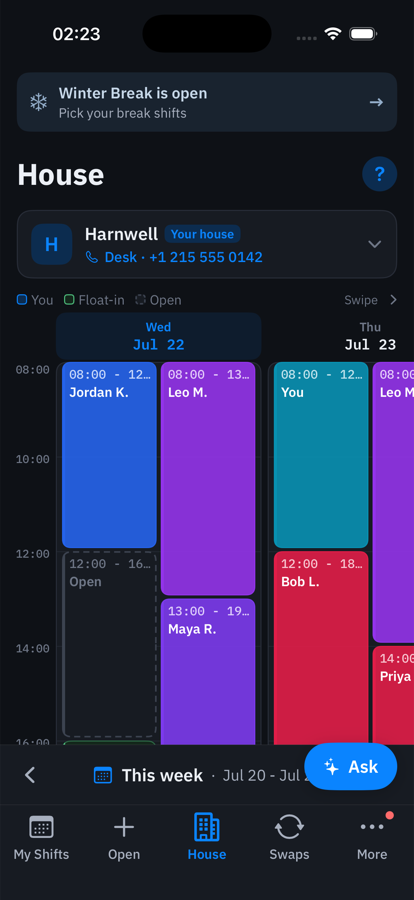 02:23
Winter Break is open
Pick your break shifts
House
?
H
Harnwell Your house
Desk · +1 215 555 0142
You Float-in Open
Swipe
Wed
Jul 22
Thu
Jul 23
08:00
10:00
12:00
14:00
16:00
08:00 - 12…
Jordan K.
08:00 - 13…
Leo M.
08:00 - 12…
You
08:00
Leo M
12:00 - 16…
Open
13:00 - 19…
Maya R.
12:00 - 18…
Bob L.
14:00
Priya
This week · Jul 20 - Jul 2
Ask
My Shifts
Open
House
Swaps
More